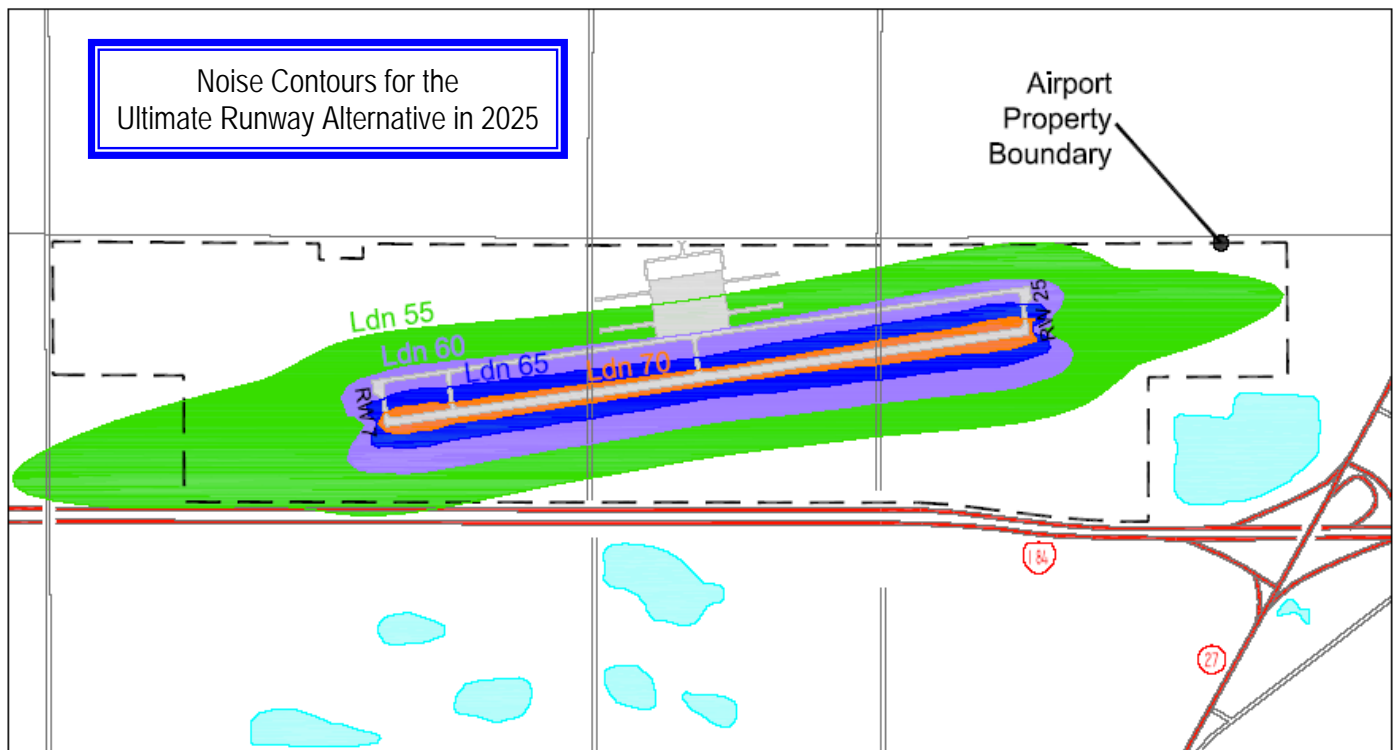 Noise Contours for the
Ultimate Runway Alternative in 2025
Airport
Property
Boundary
Ldn 55
Ldn 60
Ldn 65
Ldn 70
RW 25
RW 7
I 84
27